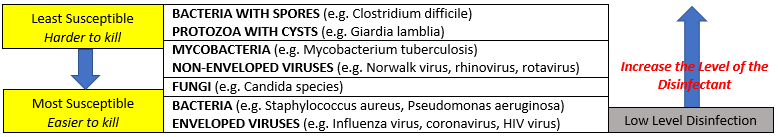 Least Susceptible
Harder to kill
Most Susceptible
Easier to kill
BACTERIA WITH SPORES (e.g. Clostridium difficile)
PROTOZOA WITH CYSTS (e.g. Giardia lamblia)
MYCOBACTERIA (e.g. Mycobacterium tuberculosis)
NON-ENVELOPED VIRUSES (e.g. Norwalk virus, rhinovirus, rotavirus)
FUNGI (e.g. Candida species)
BACTERIA (e.g. Staphylococcus aureus, Pseudomonas aeruginosa)
ENVELOPED VIRUSES (e.g. Influenza virus, coronavirus, HIV virus)
Increase the Level of the
Disinfectant
Low Level Disinfection